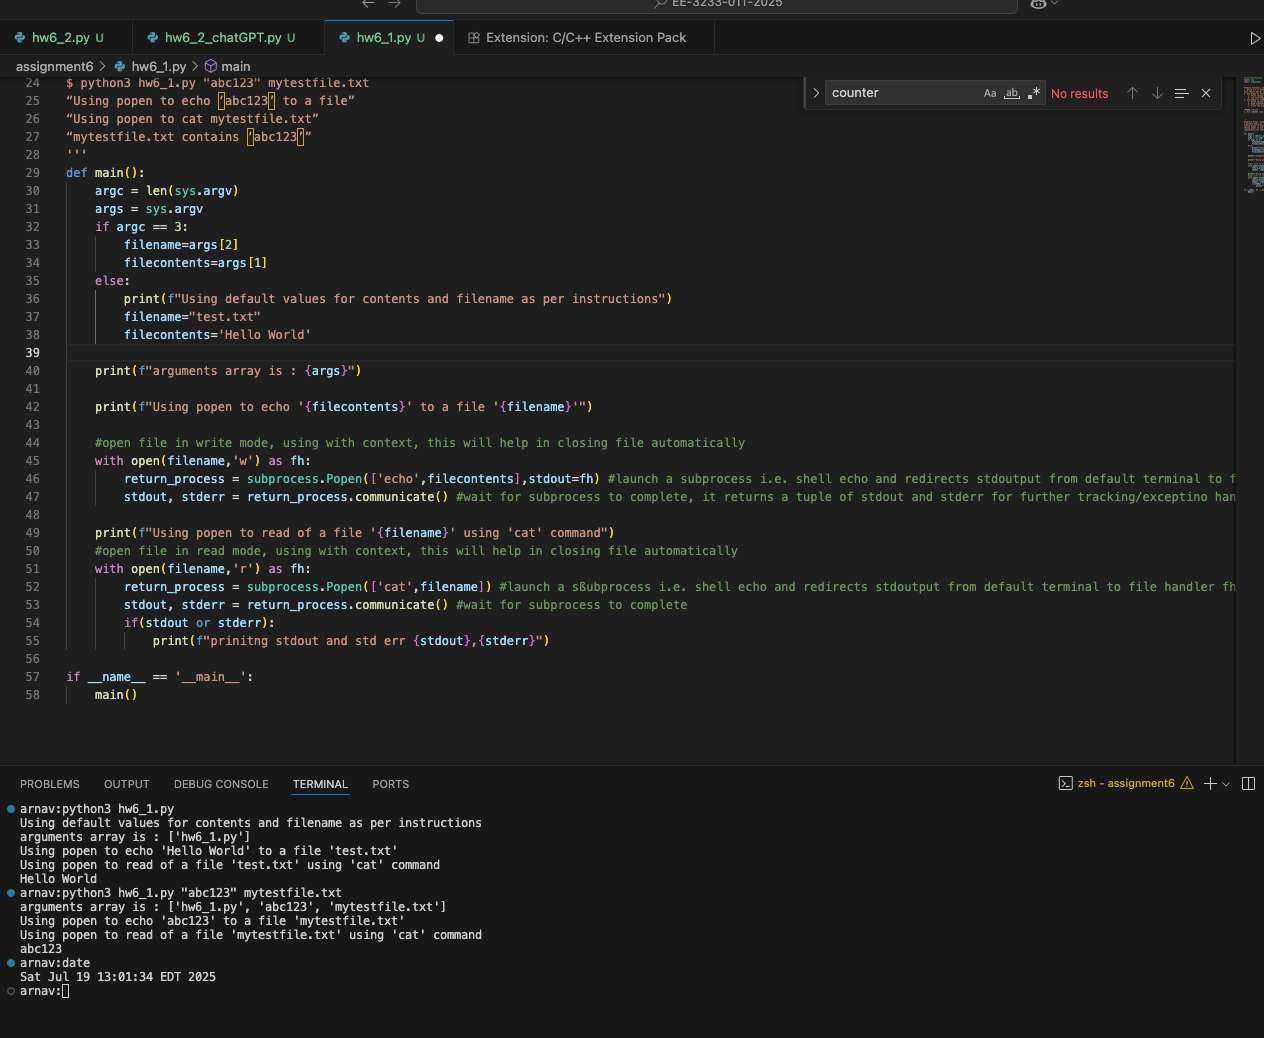 EE-3233-011-2025
hw6_2.py U hw6_2_chatGPT.py U hw6_1.py U Extension: C/C++ Extension Pack
assignment6 > hw6_1.py > main
counter Aa ab .* No results
24 $ python3 hw6_1.py "abc123" mytestfile.txt
25 “Using popen to echo ‘abc123’ to a file”
26 “Using popen to cat mytestfile.txt”
27 “mytestfile.txt contains ‘abc123’”
28 '''
29 def main():
30 argc = len(sys.argv)
31 args = sys.argv
32 if argc == 3:
33 filename=args[2]
34 filecontents=args[1]
35 else:
36 print(f"Using default values for contents and filename as per instructions")
37 filename="test.txt"
38 filecontents='Hello World'
39
40 print(f"arguments array is : {args}")
41
42 print(f"Using popen to echo '{filecontents}' to a file '{filename}'")
43
44 #open file in write mode, using with context, this will help in closing file automatically
45 with open(filename,'w') as fh:
46 return_process = subprocess.Popen(['echo',filecontents],stdout=fh) #launch a subprocess i.e. shell echo and redirects stdoutput from default terminal to f
47 stdout, stderr = return_process.communicate() #wait for subprocess to complete, it returns a tuple of stdout and stderr for further tracking/exceptino han
48
49 print(f"Using popen to read of a file '{filename}' using 'cat' command")
50 #open file in read mode, using with context, this will help in closing file automatically
51 with open(filename,'r') as fh:
52 return_process = subprocess.Popen(['cat',filename]) #launch a sßubprocess i.e. shell echo and redirects stdoutput from default terminal to file handler fh
53 stdout, stderr = return_process.communicate() #wait for subprocess to complete
54 if(stdout or stderr):
55 print(f"prinitng stdout and std err {stdout},{stderr}")
56
57 if __name__ == '__main__':
58 main()
PROBLEMS OUTPUT DEBUG CONSOLE TERMINAL PORTS zsh - assignment6
arnav:python3 hw6_1.py
Using default values for contents and filename as per instructions
arguments array is : ['hw6_1.py']
Using popen to echo 'Hello World' to a file 'test.txt'
Using popen to read of a file 'test.txt' using 'cat' command
Hello World
arnav:python3 hw6_1.py "abc123" mytestfile.txt
arguments array is : ['hw6_1.py', 'abc123', 'mytestfile.txt']
Using popen to echo 'abc123' to a file 'mytestfile.txt'
Using popen to read of a file 'mytestfile.txt' using 'cat' command
abc123
arnav:date
Sat Jul 19 13:01:34 EDT 2025
arnav: